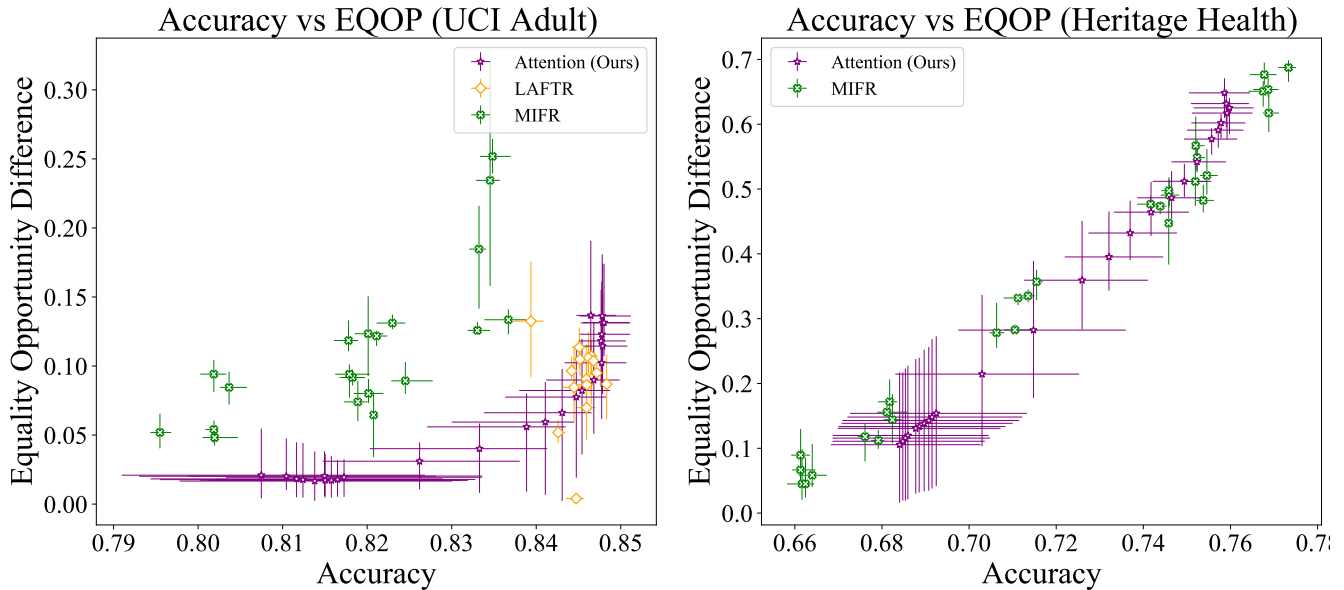 Accuracy vs EQOP (UCI Adult)
Equality Opportunity Difference
0.30
0.25
0.20
0.15
0.10
0.05
0.00
Attention (Ours)
LAFTR
MIFR
0.79 0.80 0.81 0.82 0.83 0.84 0.85
Accuracy
Accuracy vs EQOP (Heritage Health)
Equality Opportunity Difference
0.7
0.6
0.5
0.4
0.3
0.2
0.1
0.0
Attention (Ours)
MIFR
0.66 0.68 0.70 0.72 0.74 0.76 0.78
Accuracy